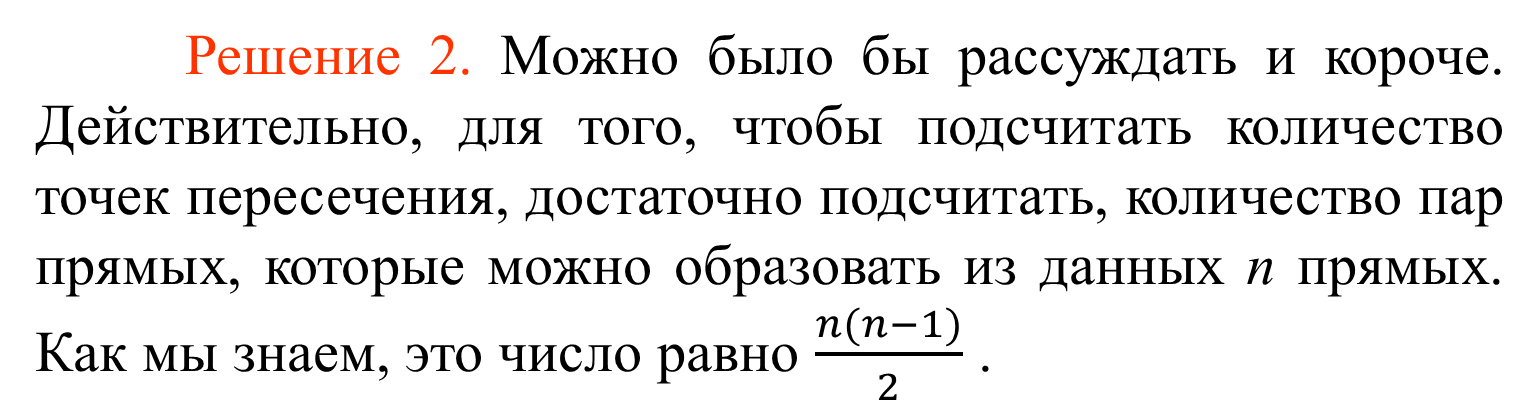 Решение 2. Можно было бы рассуждать и короче.
Действительно, для того, чтобы подсчитать количество
точек пересечения, достаточно подсчитать, количество пар
прямых, которые можно образовать из данных n прямых.
Как мы знаем, это число равно $\frac{n(n-1)}{2}$ .